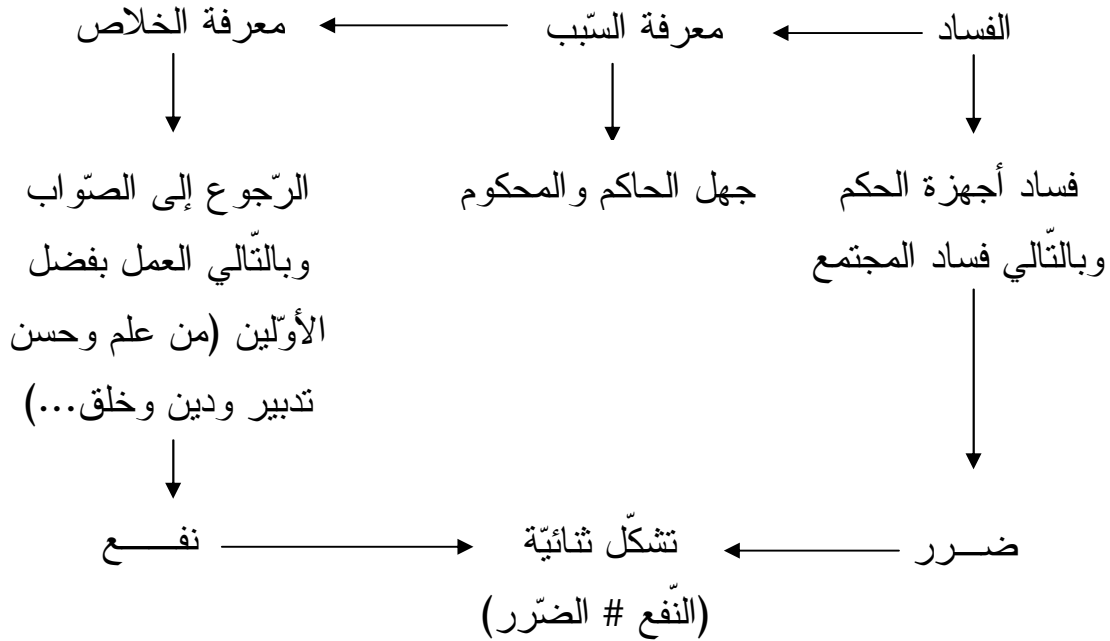 الفساد
معرفة السّبب
معرفة الخلاص
فساد أجهزة الحكم
وبالتّالي فساد المجتمع
جهل الحاكم والمحكوم
الرّجوع إلى الصّواب
وبالتّالي العمل بفضل
الأوّلين (من علم وحسن
تدبير ودين وخلق...)
ضــرر
تشكّل ثنائيّة
(النّفع # الضّرر)
نفــــع